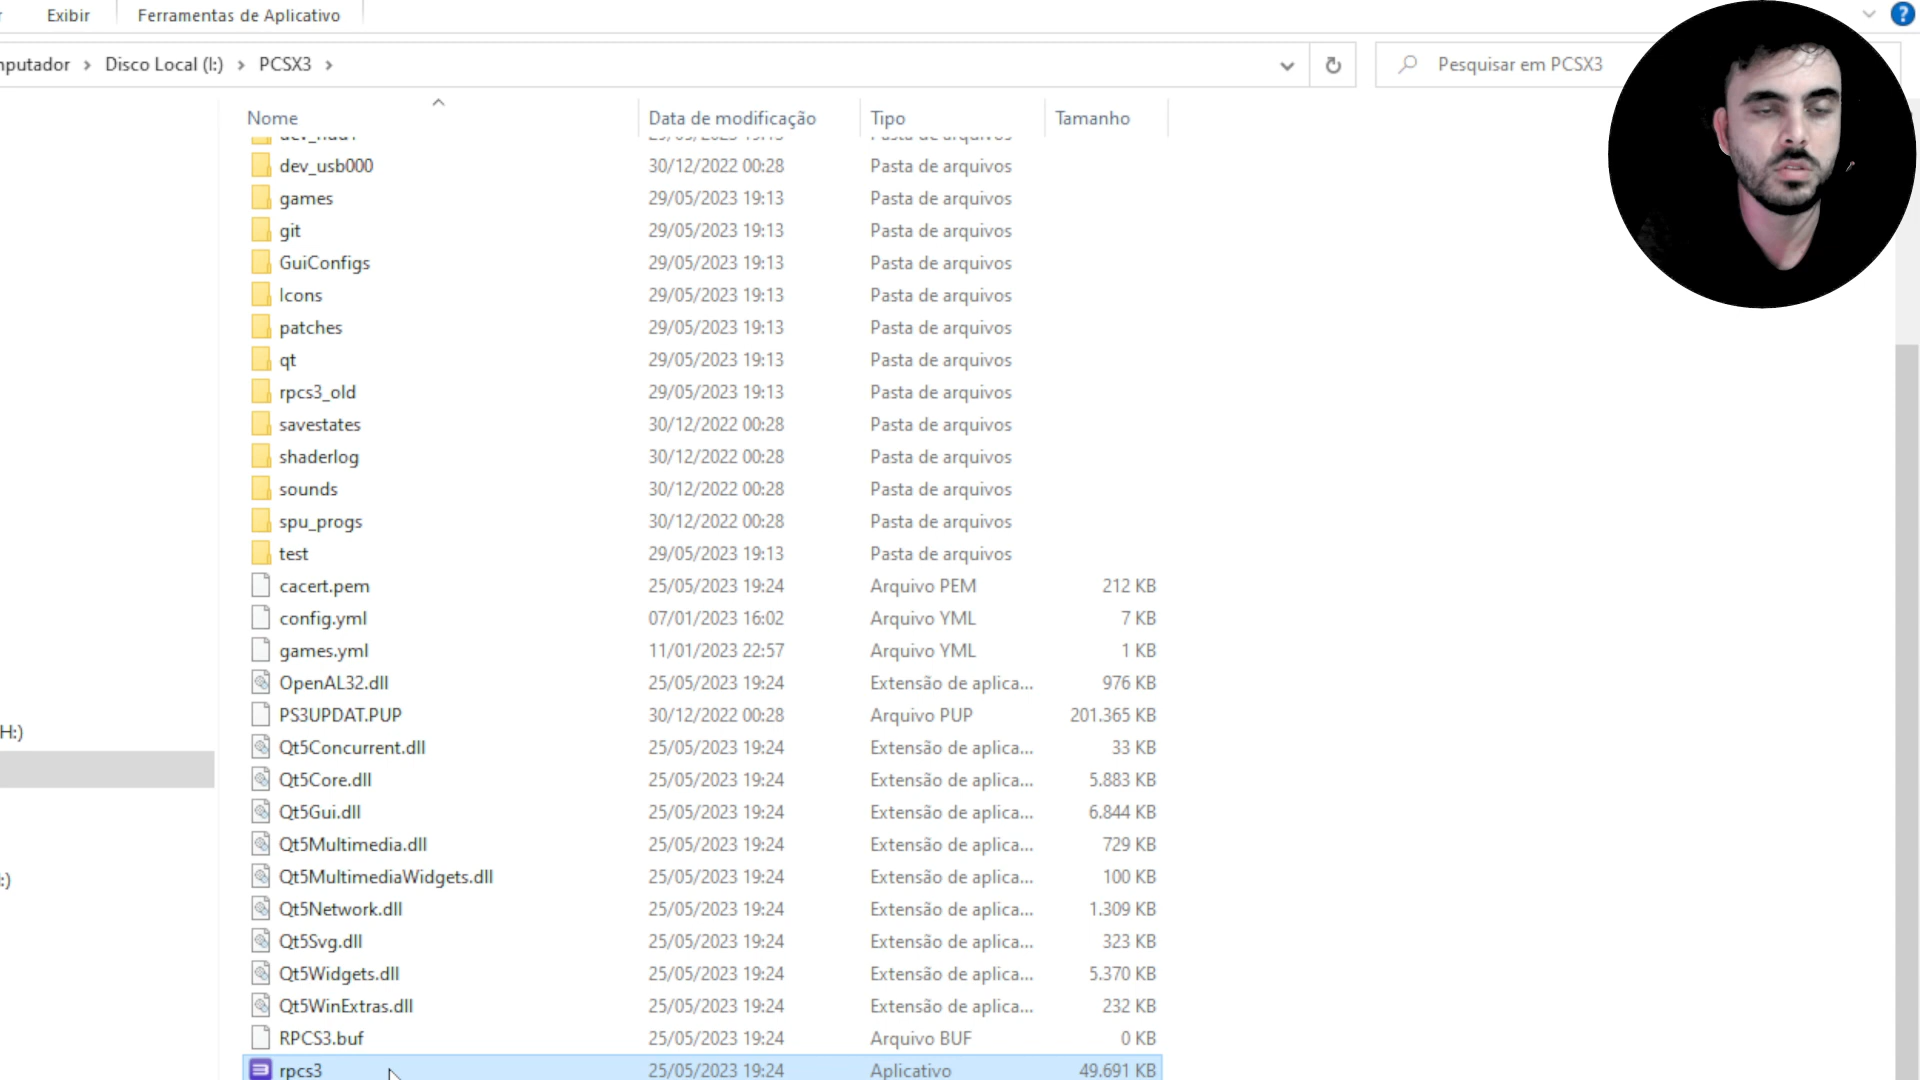 Exibir
Ferramentas de Aplicativo
Disco Local (I:) > PCSX3 >
Pesquisar em PCSX3
Nome Data de modificação Tipo Tamanho
dev_usb000 30/12/2022 00:28 Pasta de arquivos
games 29/05/2023 19:13 Pasta de arquivos
git 29/05/2023 19:13 Pasta de arquivos
GuiConfigs 29/05/2023 19:13 Pasta de arquivos
Icons 29/05/2023 19:13 Pasta de arquivos
patches 29/05/2023 19:13 Pasta de arquivos
qt 29/05/2023 19:13 Pasta de arquivos
rpcs3_old 29/05/2023 19:13 Pasta de arquivos
savestates 30/12/2022 00:28 Pasta de arquivos
shaderlog 30/12/2022 00:28 Pasta de arquivos
sounds 30/12/2022 00:28 Pasta de arquivos
spu_progs 30/12/2022 00:28 Pasta de arquivos
test 29/05/2023 19:13 Pasta de arquivos
cacert.pem 25/05/2023 19:24 Arquivo PEM 212 KB
config.yml 07/01/2023 16:02 Arquivo YML 7 KB
games.yml 11/01/2023 22:57 Arquivo YML 1 KB
OpenAL32.dll 25/05/2023 19:24 Extensão de aplica... 976 KB
PS3UPDAT.PUP 30/12/2022 00:28 Arquivo PUP 201.365 KB
H:)
Qt5Concurrent.dll 25/05/2023 19:24 Extensão de aplica... 33 KB
Qt5Core.dll 25/05/2023 19:24 Extensão de aplica... 5.883 KB
Qt5Gui.dll 25/05/2023 19:24 Extensão de aplica... 6.844 KB
Qt5Multimedia.dll 25/05/2023 19:24 Extensão de aplica... 729 KB
Qt5MultimediaWidgets.dll 25/05/2023 19:24 Extensão de aplica... 100 KB
Qt5Network.dll 25/05/2023 19:24 Extensão de aplica... 1.309 KB
Qt5Svg.dll 25/05/2023 19:24 Extensão de aplica... 323 KB
Qt5Widgets.dll 25/05/2023 19:24 Extensão de aplica... 5.370 KB
Qt5WinExtras.dll 25/05/2023 19:24 Extensão de aplica... 232 KB
RPCS3.buf 25/05/2023 19:24 Arquivo BUF 0 KB
rpcs3 25/05/2023 19:24 Aplicativo 49.691 KB